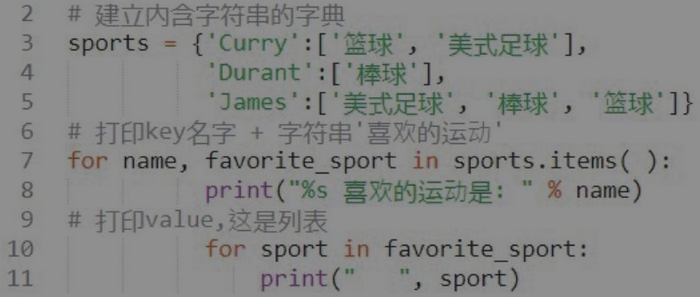 2 # 建立内含字符串的字典
3 sports = {'Curry':['篮球', '美式足球'],
4 'Durant':['棒球'],
5 'James':['美式足球', '棒球', '篮球']}
6 # 打印key名字 + 字符串'喜欢的运动'
7 for name, favorite_sport in sports.items( ):
8 print("%s 喜欢的运动是: " % name)
9 # 打印value,这是列表
10 for sport in favorite_sport:
11 print("   ", sport)